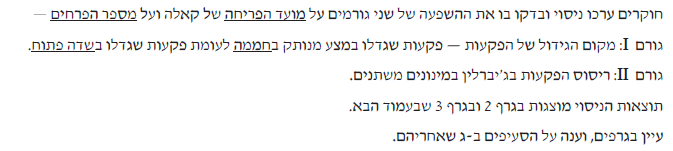 חוקרים ערכו ניסוי ובדקו בו את ההשפעה של שני גורמים על מועד הפריחה של קאלה ועל מספר הפרחים —
גורם I: מקום הגידול של הפקעות — פקעות שגדלו במצע מנותק בחממה לעומת פקעות שגדלו בשדה פתוח.
גורם II: ריסוס הפקעות בג'יברלין במינונים משתנים.
תוצאות הניסוי מוצגות בגרף 2 ובגרף 3 שבעמוד הבא.
עיין בגרפים, וענה על הסעיפים ב-ג שאחריהם.